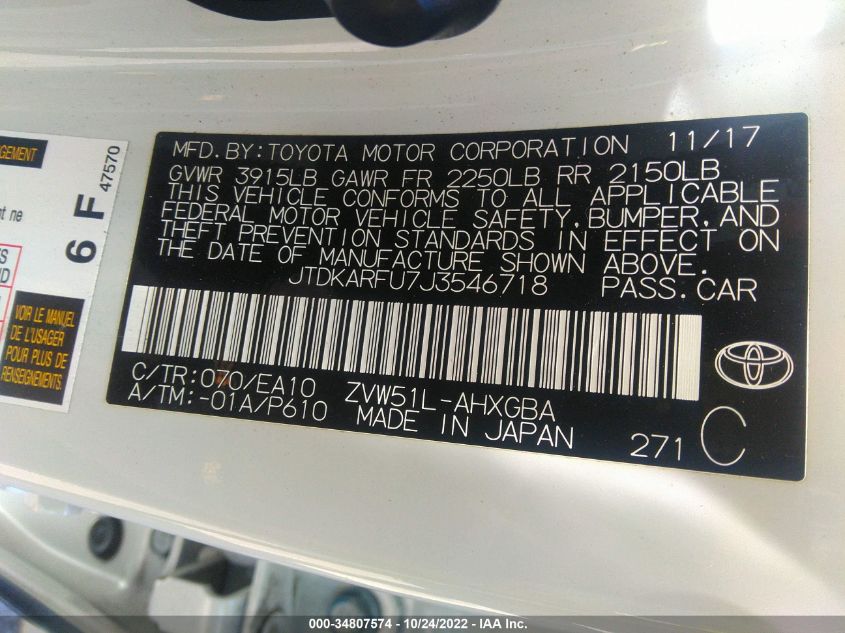 MFD.BY:TOYOTA MOTOR CORPORATION 11/17
GVWR 3915LB GAWR FR 2250LB RR 2150LB
THIS VEHICLE CONFORMS TO ALL APPLICABLE
FEDERAL MOTOR VEHICLE SAFETY,BUMPER,AND
THEFT PREVENTION STANDARDS IN EFFECT ON
THE DATE OF MANUFACTURE SHOWN ABOVE.
JTDKARFU7J3546718 PASS.CAR
C/TR:070/EA10 ZVW51L-AHXGBA
A/TM:-01A/P610 MADE IN JAPAN
271 C
6 F 47570
VOIR LE MANUEL
DE L'USAGER
POUR PLUS DE
RENSEIGNEMENTS.
000-34807574 - 10/24/2022 - IAA Inc.